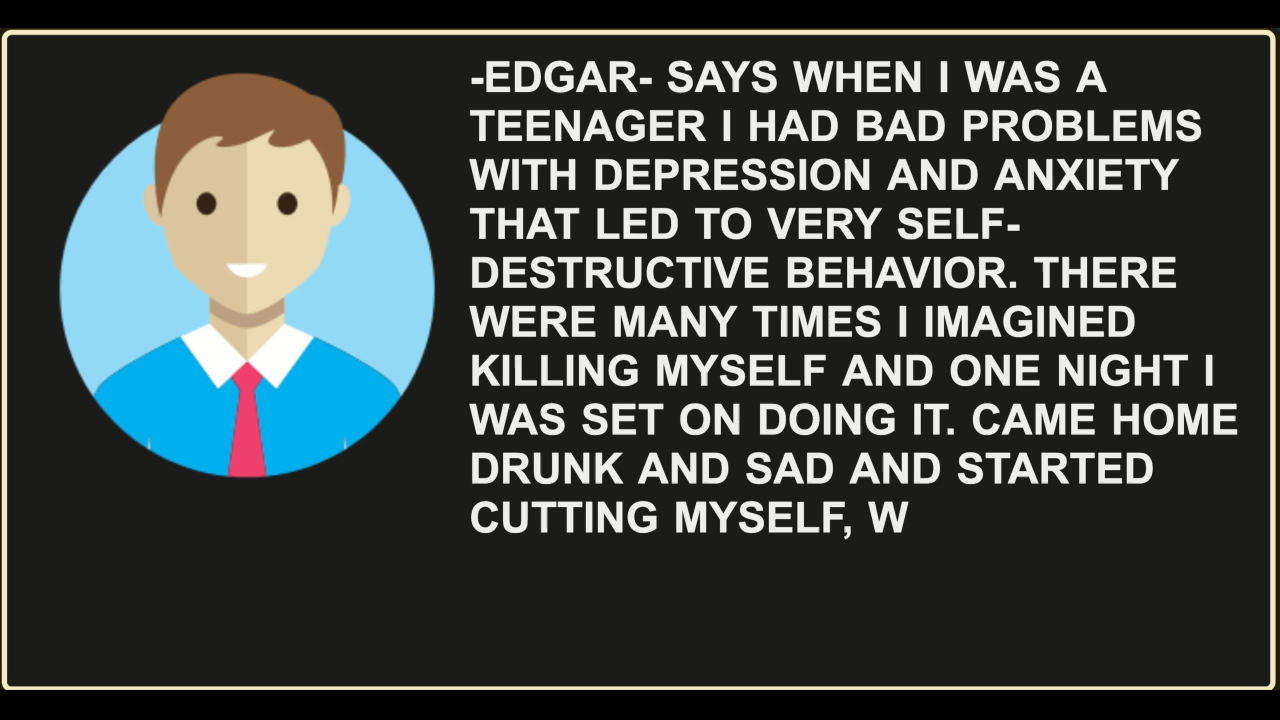 -EDGAR- SAYS WHEN I WAS A
TEENAGER I HAD BAD PROBLEMS
WITH DEPRESSION AND ANXIETY
THAT LED TO VERY SELF-
DESTRUCTIVE BEHAVIOR. THERE
WERE MANY TIMES I IMAGINED
KILLING MYSELF AND ONE NIGHT I
WAS SET ON DOING IT. CAME HOME
DRUNK AND SAD AND STARTED
CUTTING MYSELF, W